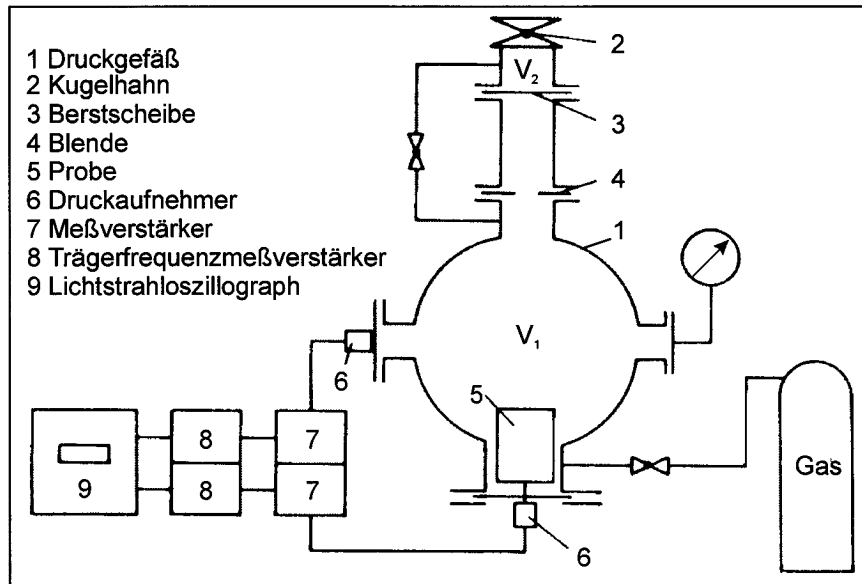 1 Druckgefäß
2 Kugelhahn
3 Berstscheibe
4 Blende
5 Probe
6 Druckaufnehmer
7 Meßverstärker
8 Trägerfrequenzmeßverstärker
9 Lichtstrahloszillograph
2
V₂
3
4
1
V₁
6
5
8
7
9
8
7
6
Gas